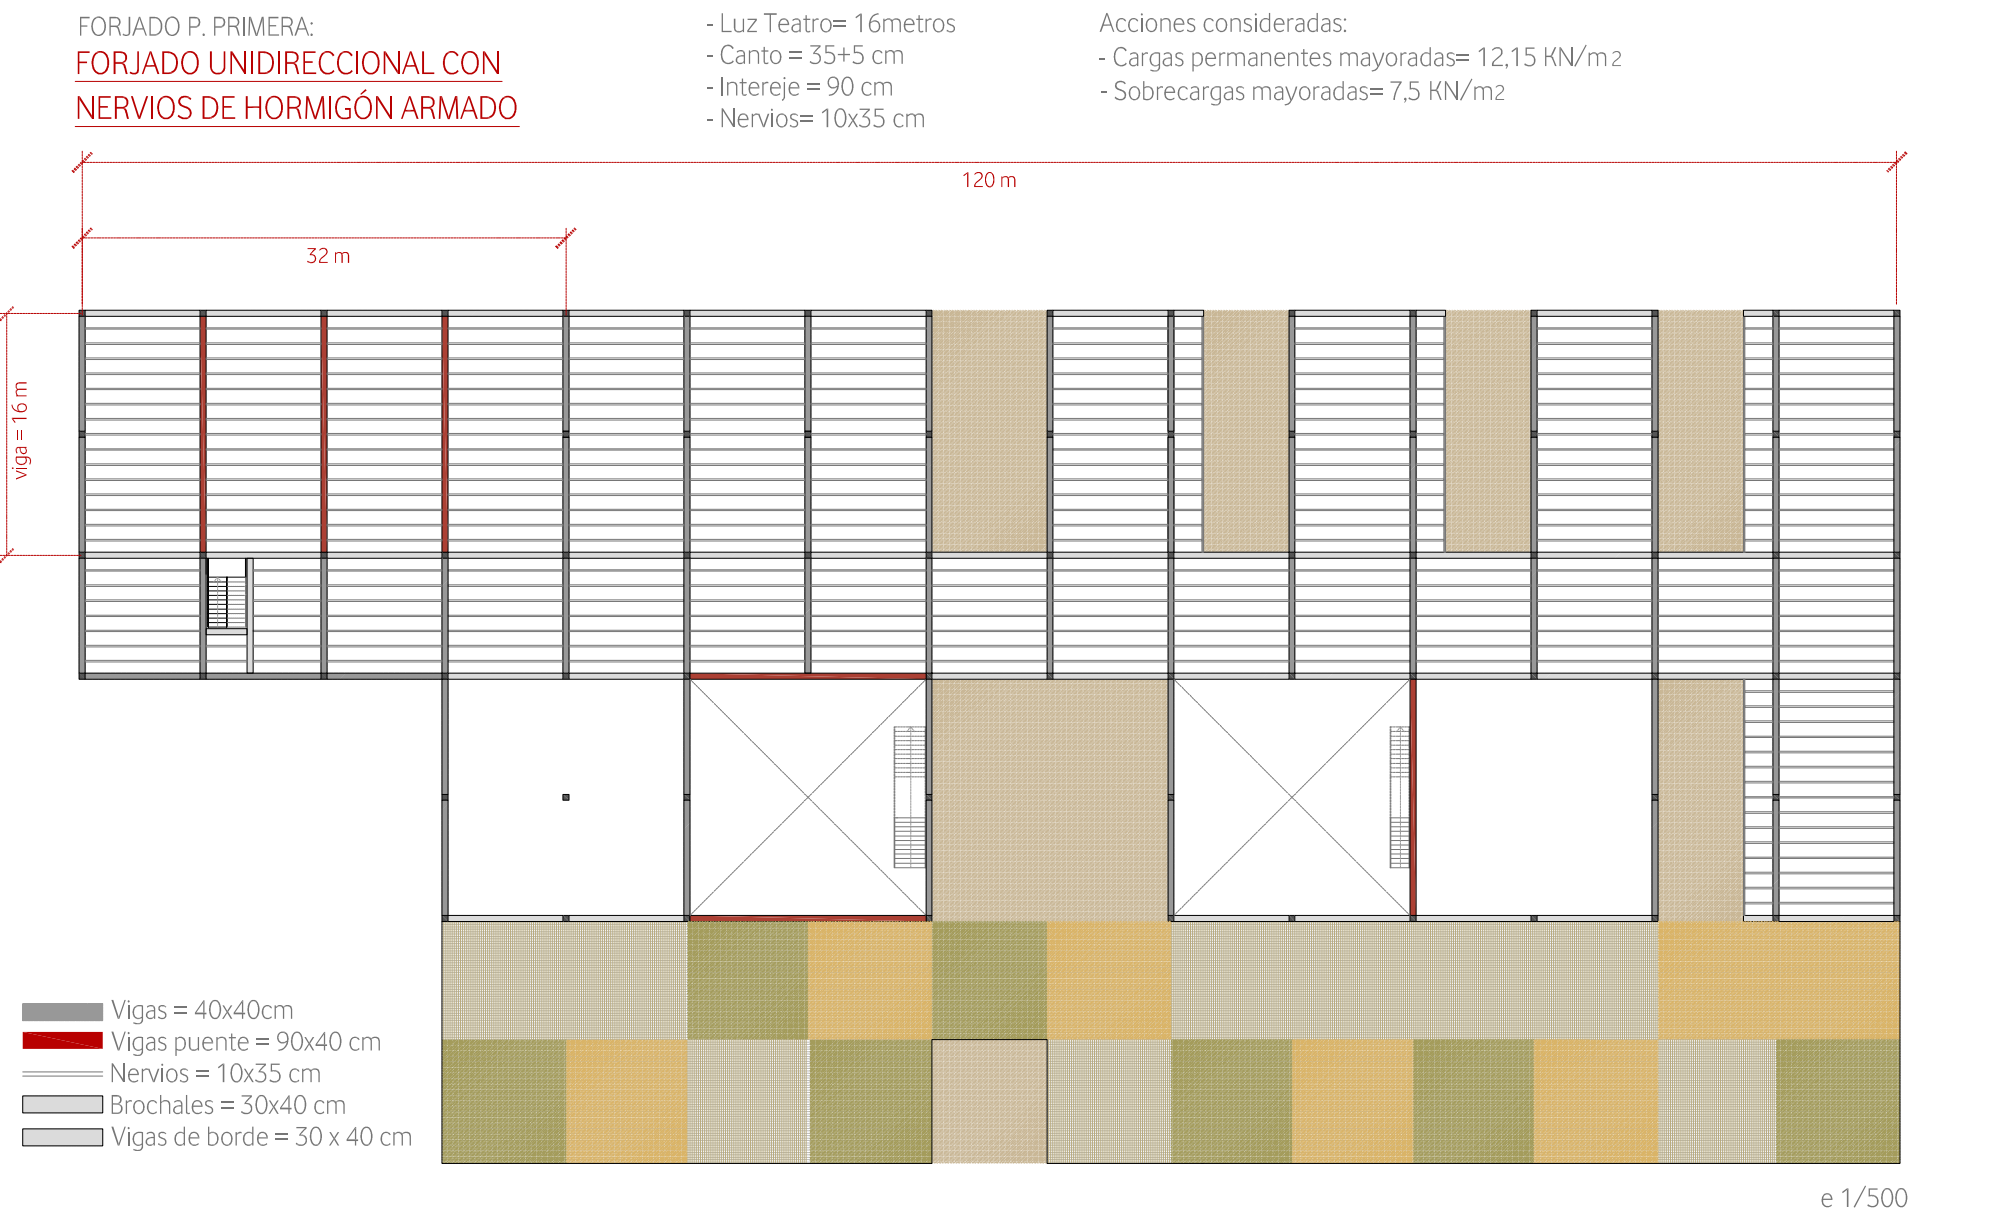 FORJADO P. PRIMERA:
FORJADO UNIDIRECCIONAL CON
NERVIOS DE HORMIGÓN ARMADO
- Luz Teatro= 16metros
- Canto = 35+5 cm
- Intereje = 90 cm
- Nervios= 10x35 cm
Acciones consideradas:
- Cargas permanentes mayoradas= 12,15 KN/m2
- Sobrecargas mayoradas= 7,5 KN/m2
120 m
32 m
viga = 16 m
Vigas = 40x40cm
Vigas puente = 90x40 cm
Nervios = 10x35 cm
Brochales = 30x40 cm
Vigas de borde = 30 x 40 cm
e 1/500